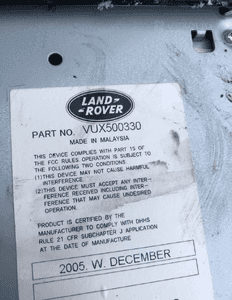 LAND-
ROVER
PART NO. VUX500330
MADE IN MALAYSIA
THIS DEVICE COMPLIES WITH PART 15 OF
THE FCC RULES. OPERATION IS SUBJECT TO
THE FOLLOWING TWO CONDITIONS:
(1)THIS DEVICE MAY NOT CAUSE HARMFUL
INTERFERENCE
(2)THIS DEVICE MUST ACCEPT ANY INTER-
FERENCE RECEIVED INCLUDING INTER-
FERENCE THAT MAY CAUSE UNDESIRED
OPERATION.
PRODUCT IS CERTIFIED BY THE
MANUFACTURER TO COMPLY WITH DHHS
RULE 21 CFR SUBCHAPTER J APPLICATION
AT THE DATE OF MANUFACTURE
2005. W. DECEMBER